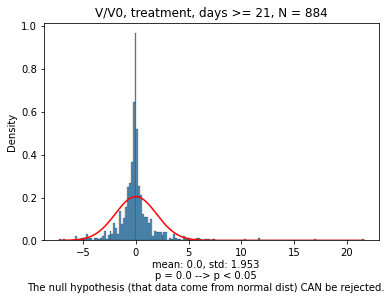 V/V0, treatment, days >= 21, N = 884
1.0
0.8
0.6
0.4
0.2
0.0
Density
−5 0 5 10 15 20
mean: 0.0, std: 1.953
p = 0.0 --> p < 0.05
The null hypothesis (that data come from normal dist) CAN be rejected.